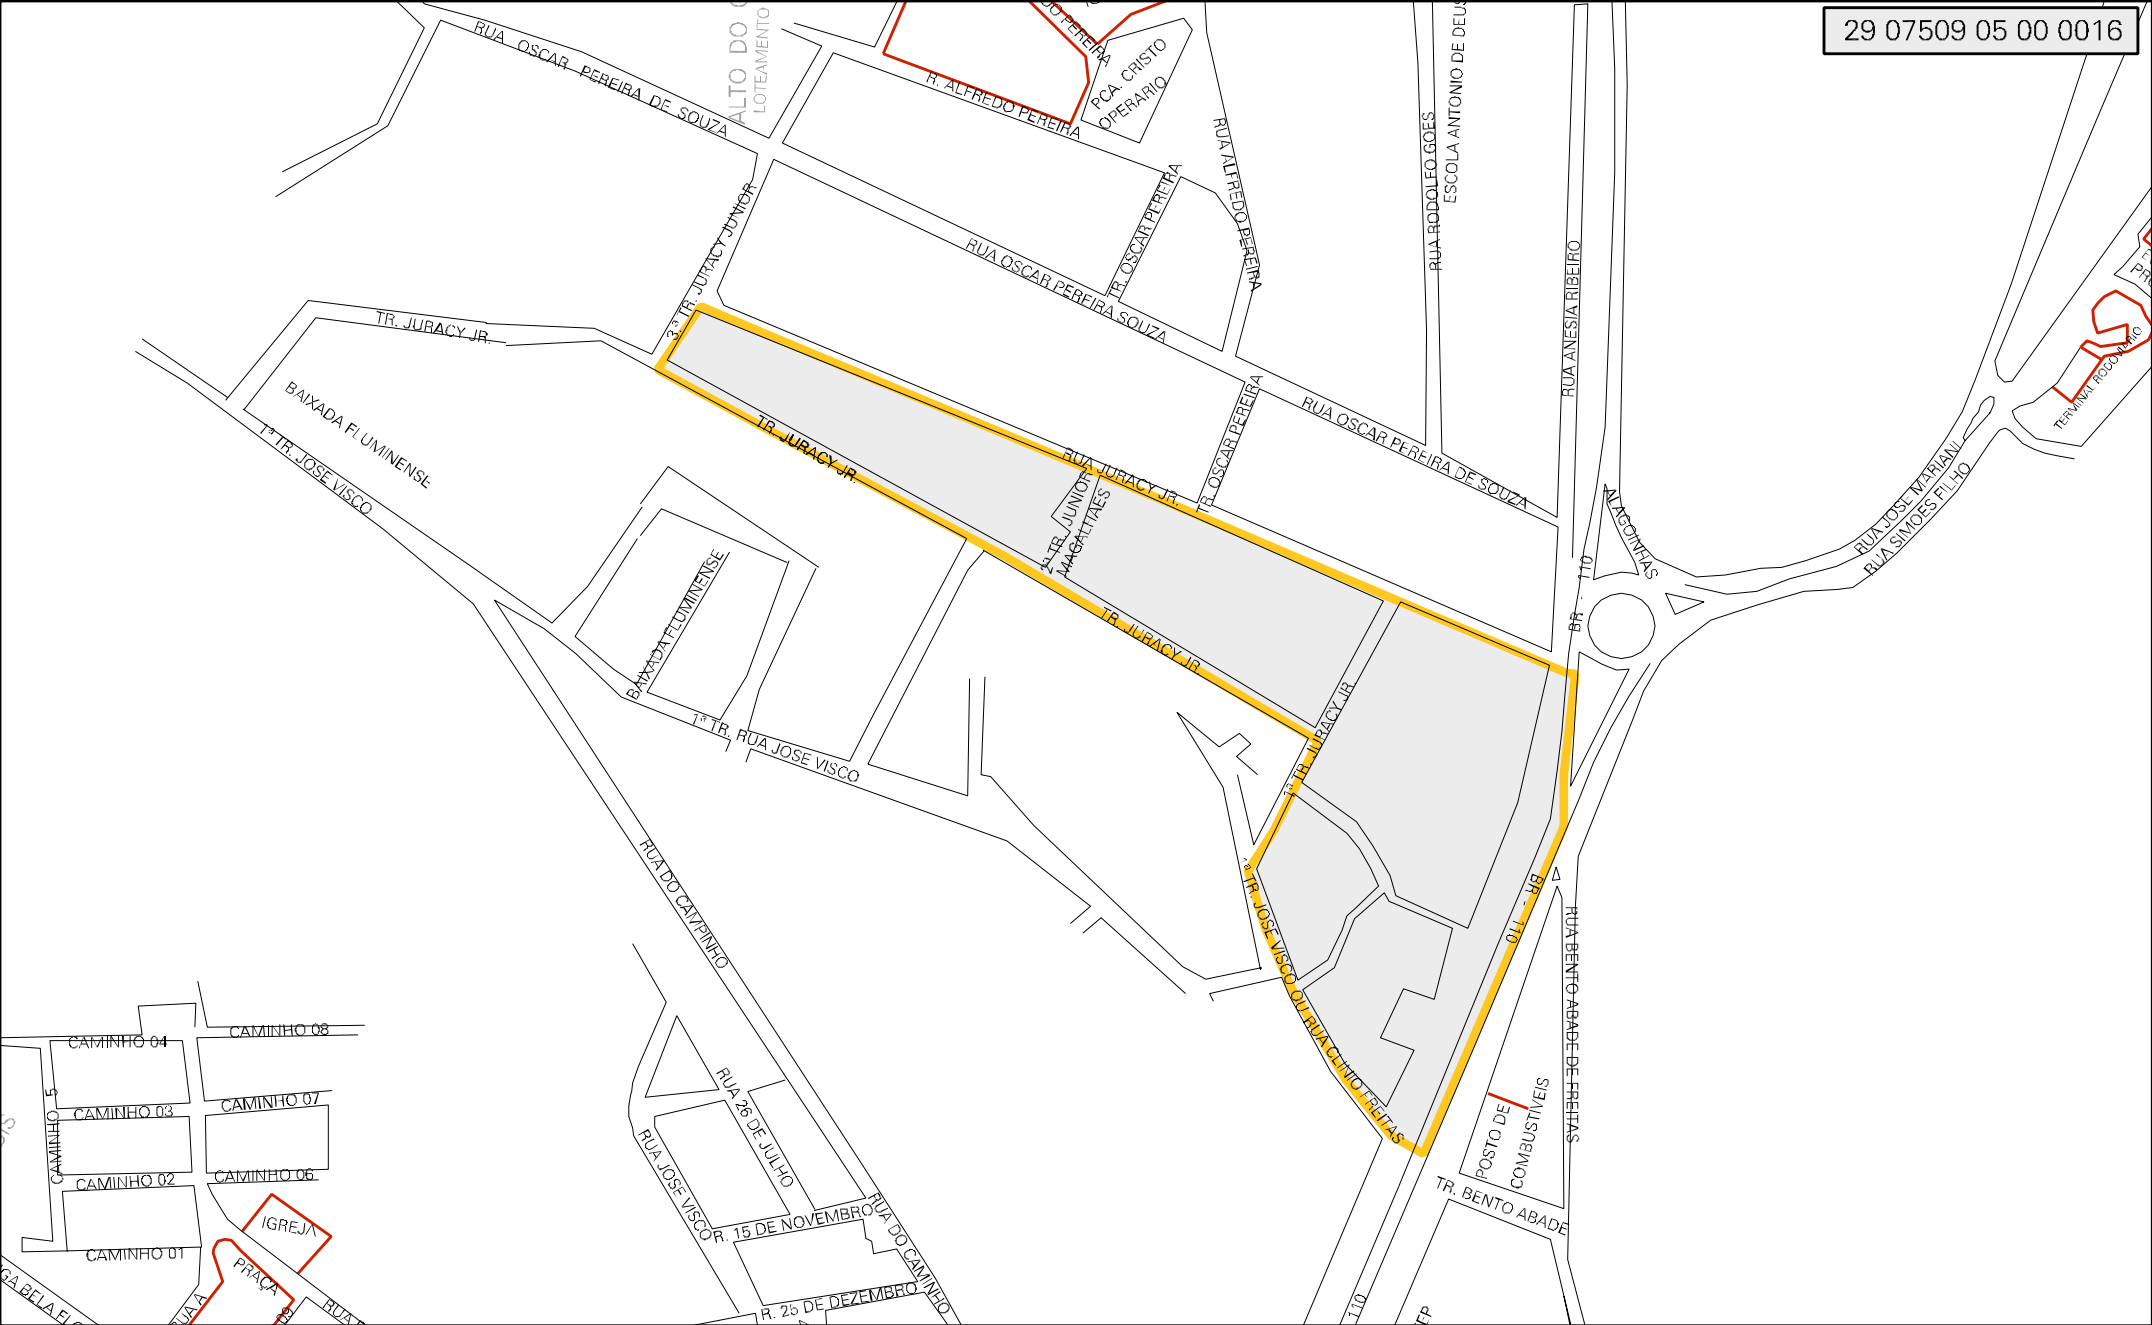 29 07509 05 00 0016
RUA OSCAR PEREIRA DE SOUZA
ALTO DO
LOTEAMENTO
R. ALFREDO PEREIRA
PEREIRA
PCA. CRISTO
OPERARIO
RUA ALFREDO PEREIRA
RUA RODOLFO GOES
ESCOLA ANTONIO DE DEUS
RUA ANESIA RIBEIRO
TR. OSCAR PEREIRA
RUA OSCAR PEREIRA SOUZA
3.ª TR. JURACY JUNIOR
TR. JURACY JR.
BAIXADA FLUMINENSE
1ª TR. JOSE VISCO
TR. JURACY JR.
RUA JURACY JR.
TR. OSCAR PEREIRA
RUA OSCAR PEREIRA DE SOUZA
2ª TR. JUNIOR
MAGALHAES
ALAGOINHAS
BR - 110
RUA JOSE MARIANI
RUA SIMOES FILHO
TERMINAL RODOVIARIO
BAIXADA FLUMINENSE
TR. JURACY JR.
1ª TR. JURACY JR.
1ª TR. RUA JOSE VISCO
RUA DO CAMPINHO
1ª TR. JOSE VISCO OU RUA CLINIO FREITAS
BR - 110
RUA BENTO ABADE DE FREITAS
POSTO DE
COMBUSTIVEIS
TR. BENTO ABADE
CAMINHO 08
CAMINHO 04
CAMINHO 07
CAMINHO 03
CAMINHO 5
CAMINHO 06
CAMINHO 02
CAMINHO 01
IGREJA
PRAÇA
RUA A
RUA
BELA
RUA 26 DE JULHO
RUA JOSE VISCO
R. 15 DE NOVEMBRO
RUA DO CAMINHO
R. 25 DE DEZEMBRO
110